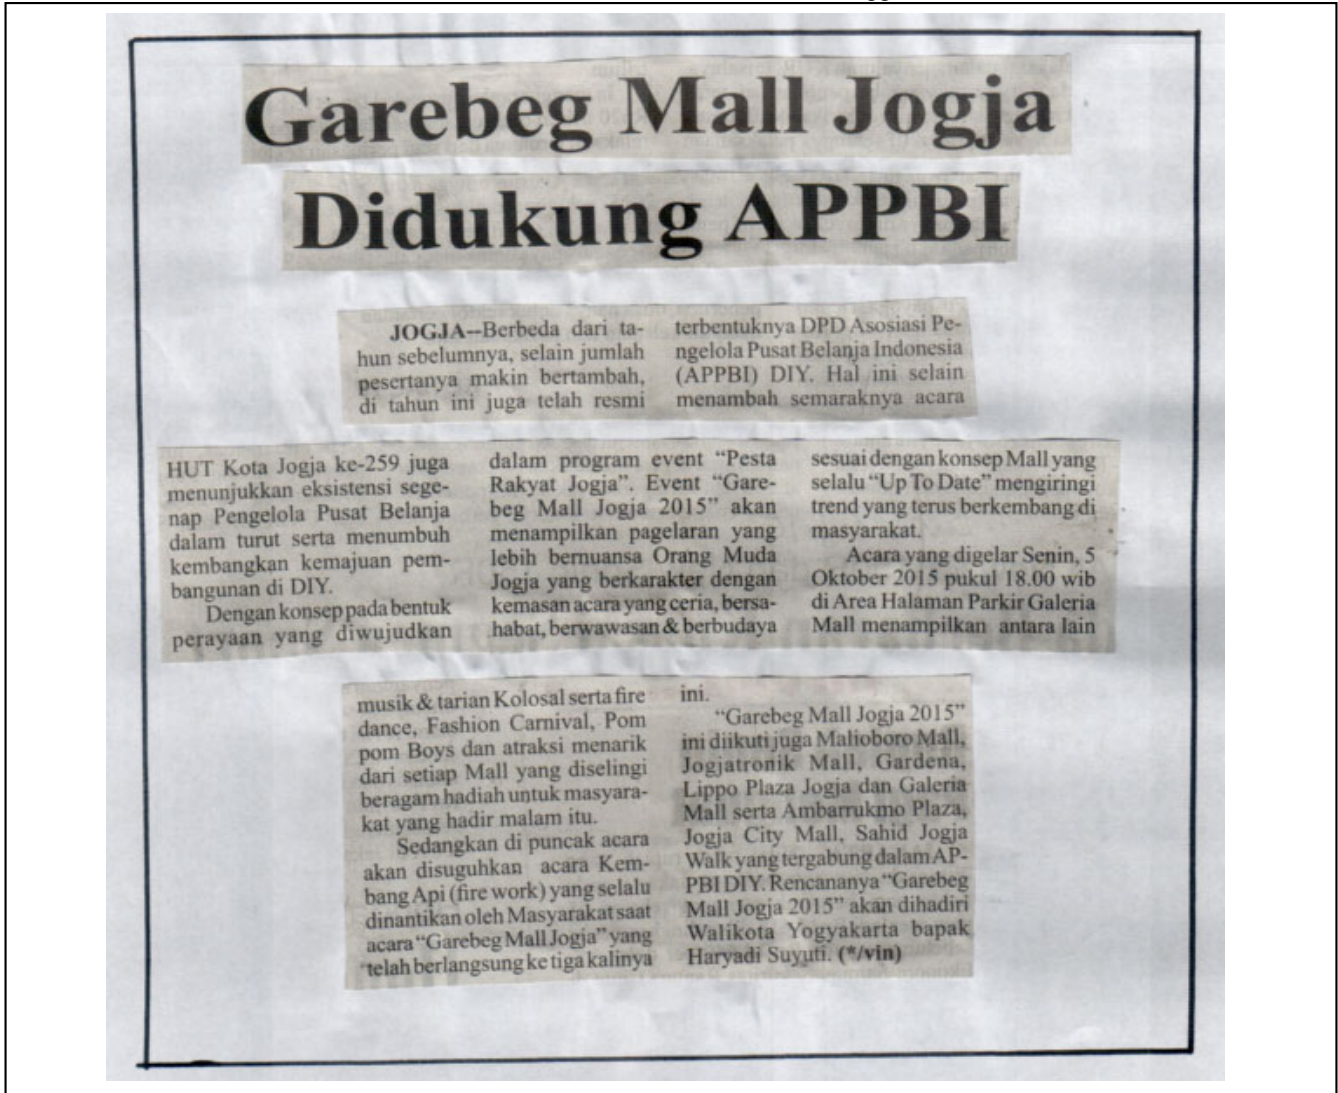 Garebeg Mall Jogja
Didukung APPBI
JOGJA--Berbeda dari ta-
hun sebelumnya, selain jumlah
pesertanya makin bertambah,
di tahun ini juga telah resmi
terbentuknya DPD Asosiasi Pe-
ngelola Pusat Belanja Indonesia
(APPBI) DIY. Hal ini selain
menambah semaraknya acara
HUT Kota Jogja ke-259 juga
menunjukkan eksistensi sege-
nap Pengelola Pusat Belanja
dalam turut serta menumbuh
kembangkan kemajuan pem-
bangunan di DIY.
Dengan konsep pada bentuk
perayaan yang diwujudkan
dalam program event “Pesta
Rakyat Jogja”. Event “Gare-
beg Mall Jogja 2015” akan
menampilkan pagelaran yang
lebih bernuansa Orang Muda
Jogja yang berkarakter dengan
kemasan acara yang ceria, bersa-
habat, berwawasan & berbudaya
sesuai dengan konsep Mall yang
selalu “Up To Date” mengiringi
trend yang terus berkembang di
masyarakat.
Acara yang digelar Senin, 5
Oktober 2015 pukul 18.00 wib
di Area Halaman Parkir Galeria
Mall menampilkan antara lain
musik & tarian Kolosal serta fire
dance, Fashion Carnival, Pom
pom Boys dan atraksi menarik
dari setiap Mall yang diselingi
beragam hadiah untuk masyara-
kat yang hadir malam itu.
Sedangkan di puncak acara
akan disuguhkan acara Kem-
bang Api (fire work) yang selalu
dinantikan oleh Masyarakat saat
acara “Garebeg Mall Jogja” yang
telah berlangsung ke tiga kalinya
ini.
“Garebeg Mall Jogja 2015”
ini diikuti juga Malioboro Mall,
Jogjatronik Mall, Gardena,
Lippo Plaza Jogja dan Galeria
Mall serta Ambarrukmo Plaza,
Jogja City Mall, Sahid Jogja
Walk yang tergabung dalam AP-
PBI DIY. Rencananya “Garebeg
Mall Jogja 2015” akan dihadiri
Walikota Yogyakarta bapak
Haryadi Suyuti. (*/vin)